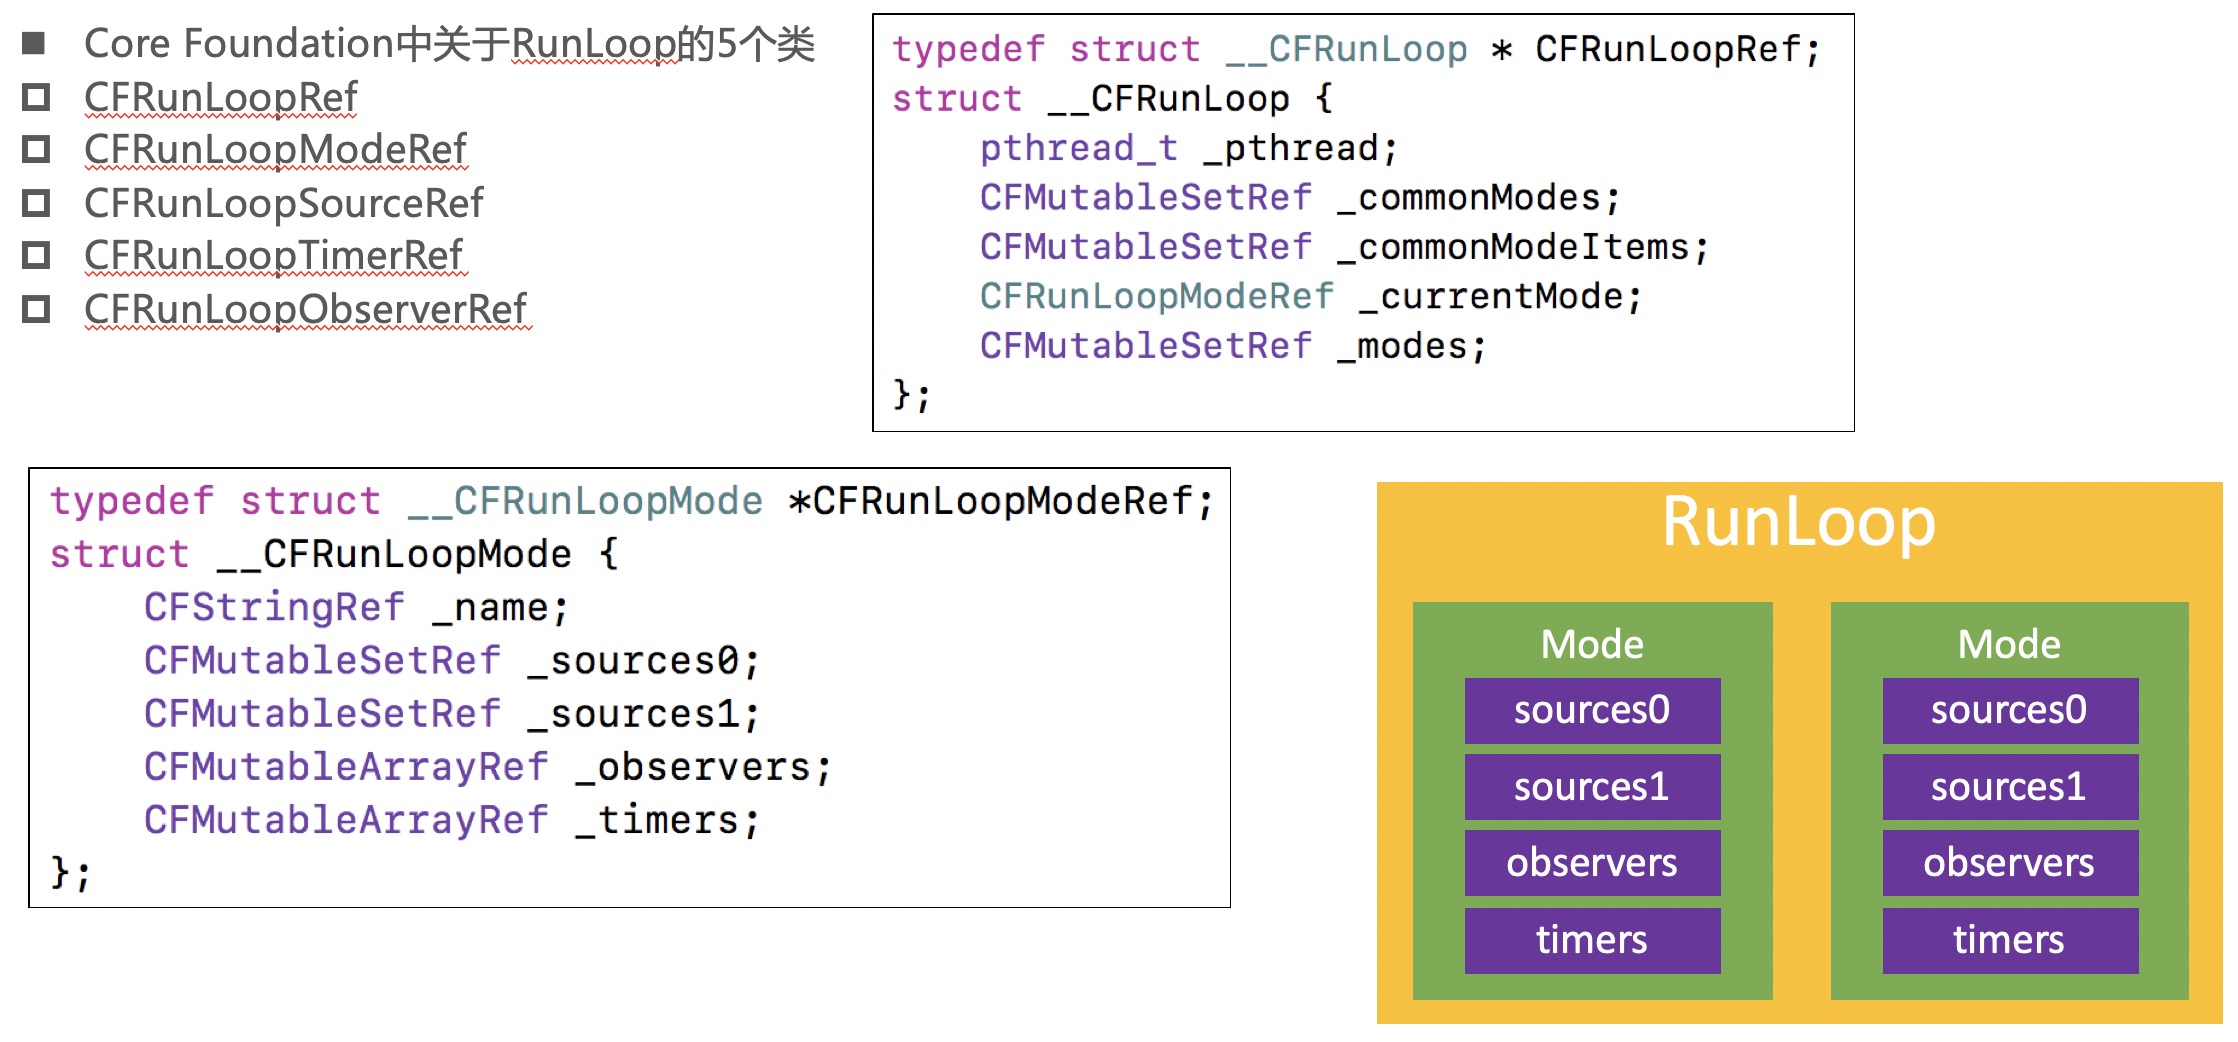 Core Foundation中关于RunLoop的5个类
CFRunLoopRef
CFRunLoopModeRef
CFRunLoopSourceRef
CFRunLoopTimerRef
CFRunLoopObserverRef
typedef struct __CFRunLoop * CFRunLoopRef;
struct __CFRunLoop {
pthread_t _pthread;
CFMutableSetRef _commonModes;
CFMutableSetRef _commonModeItems;
CFRunLoopModeRef _currentMode;
CFMutableSetRef _modes;
};
typedef struct __CFRunLoopMode *CFRunLoopModeRef;
struct __CFRunLoopMode {
CFStringRef _name;
CFMutableSetRef _sources0;
CFMutableSetRef _sources1;
CFMutableArrayRef _observers;
CFMutableArrayRef _timers;
};
RunLoop
Mode
sources0
sources1
observers
timers
Mode
sources0
sources1
observers
timers